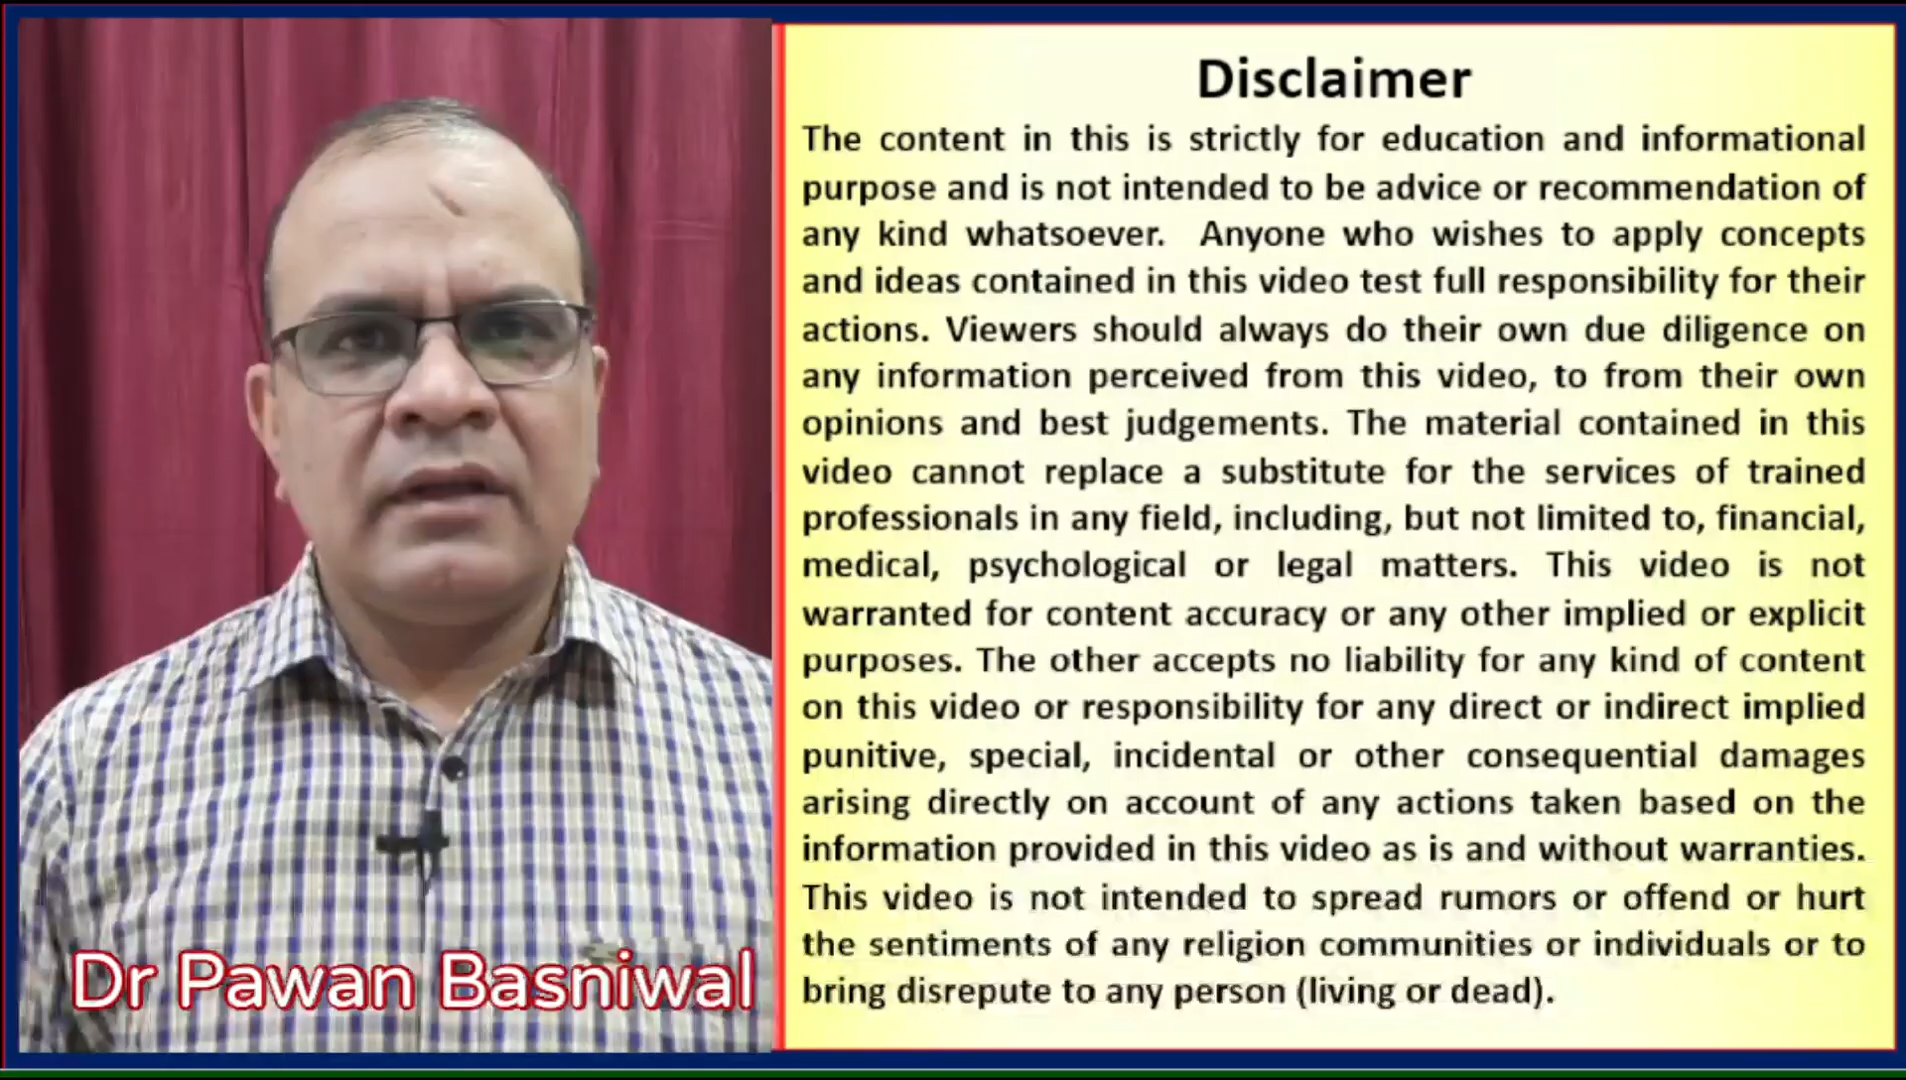 Disclaimer
The content in this is strictly for education and informational
purpose and is not intended to be advice or recommendation of
any kind whatsoever. Anyone who wishes to apply concepts
and ideas contained in this video test full responsibility for their
actions. Viewers should always do their own due diligence on
any information perceived from this video, to from their own
opinions and best judgements. The material contained in this
video cannot replace a substitute for the services of trained
professionals in any field, including, but not limited to, financial,
medical, psychological or legal matters. This video is not
warranted for content accuracy or any other implied or explicit
purposes. The other accepts no liability for any kind of content
on this video or responsibility for any direct or indirect implied
punitive, special, incidental or other consequential damages
arising directly on account of any actions taken based on the
information provided in this video as is and without warranties.
This video is not intended to spread rumors or offend or hurt
the sentiments of any religion communities or individuals or to
bring disrepute to any person (living or dead).
Dr Pawan Basniwal